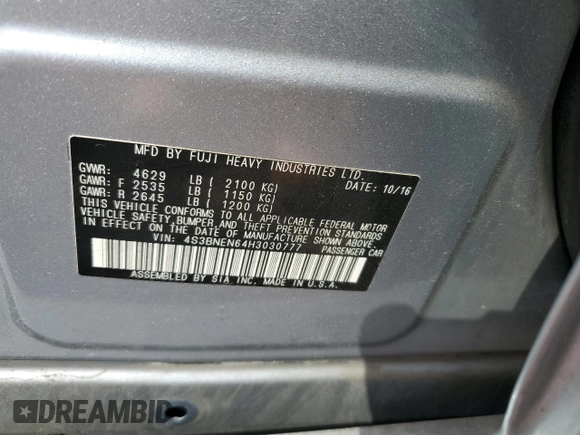 MFD BY FUJI HEAVY INDUSTRIES LTD.
GVWR: 4629 LB ( 2100 KG) DATE: 10/16
GAWR: F 2535 LB ( 1150 KG)
GAWR: R 2645 LB ( 1200 KG)
THIS VEHICLE CONFORMS TO ALL APPLICABLE FEDERAL MOTOR
VEHICLE SAFETY, BUMPER AND THEFT PREVENTION STANDARDS
IN EFFECT ON THE DATE OF MANUFACTURE SHOWN ABOVE.
VIN: 4S3BNEN64H3030777 PASSENGER CAR
ASSEMBLED BY SIA, INC. MADE IN U.S.A.
DREAMBID